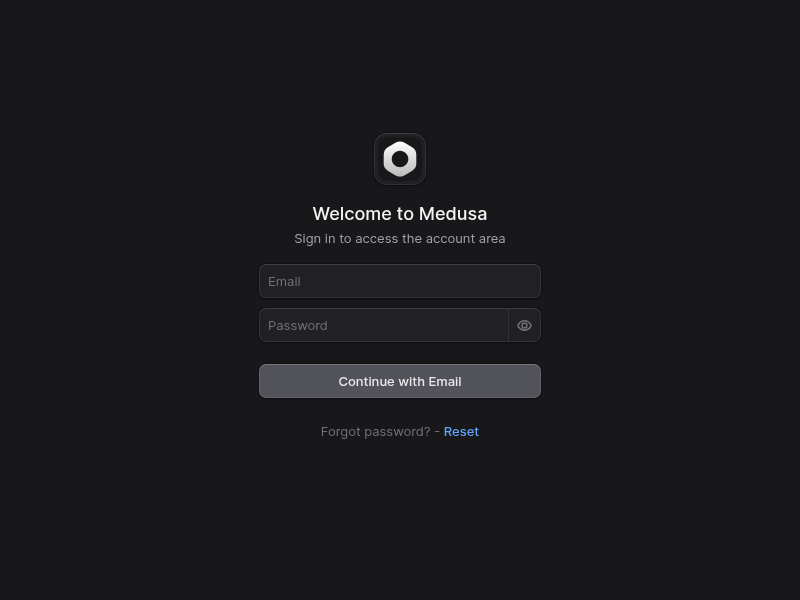 Welcome to Medusa
Sign in to access the account area
Email
Password
Continue with Email
Forgot password? - Reset